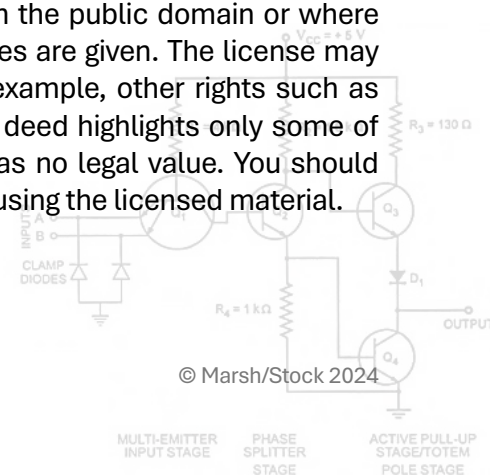 n the public domain or where
es are given. The license may
example, other rights such as
deed highlights only some of
as no legal value. You should
using the licensed material.
V_CC = + 5 V
R₃ = 130 Ω
Q₁
Q₂
Q₃
INPUTS
A
B
CLAMP
DIODES
D₁
R₄ = 1 kΩ
OUTPUT
Q₄
© Marsh/Stock 2024
MULTI-EMITTER
INPUT STAGE
PHASE
SPLITTER
STAGE
ACTIVE PULL-UP
STAGE/TOTEM
POLE STAGE